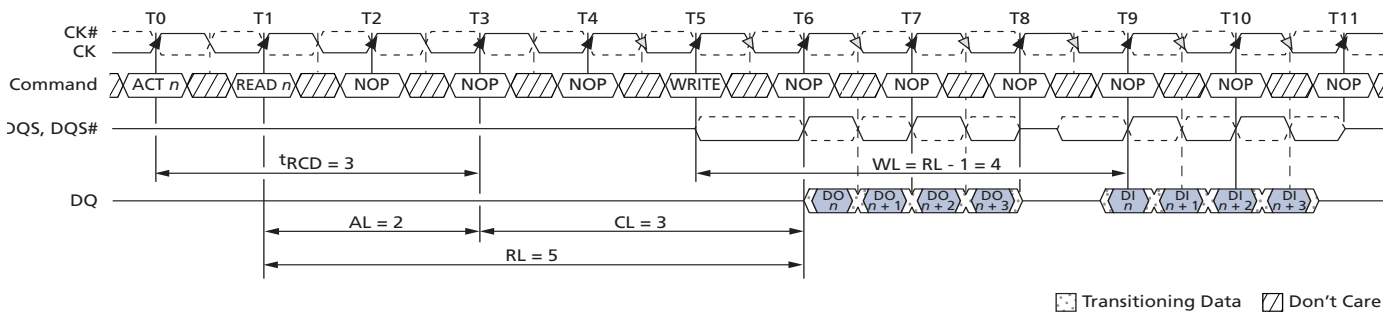 T0 T1 T2 T3 T4 T5 T6 T7 T8 T9 T10 T11
CK#
CK
Command ACT n READ n NOP NOP NOP WRITE NOP NOP NOP NOP NOP NOP
DQS, DQS#
tRCD = 3 WL = RL - 1 = 4
DQ DO n DO n + 1 DO n + 2 DO n + 3 DI n DI n + 1 DI n + 2 DI n + 3
AL = 2 CL = 3
RL = 5
Transitioning Data Don't Care